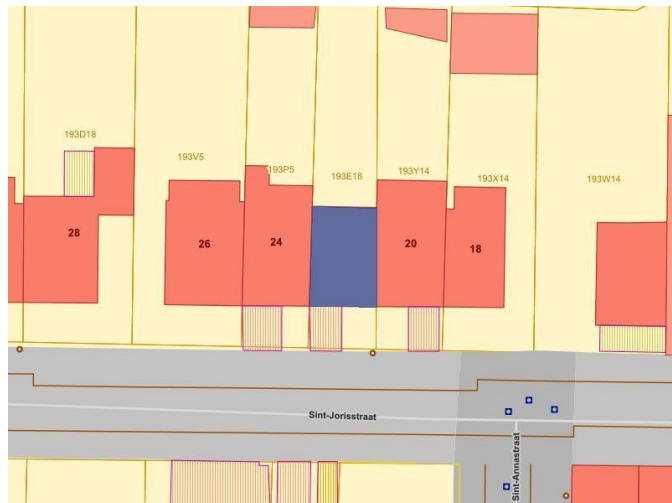 193D18
193V5
193P5
193E18
193Y14
193X14
193W14
28
26
24
20
18
Sint-Jorisstraat
Sint-Annastraat